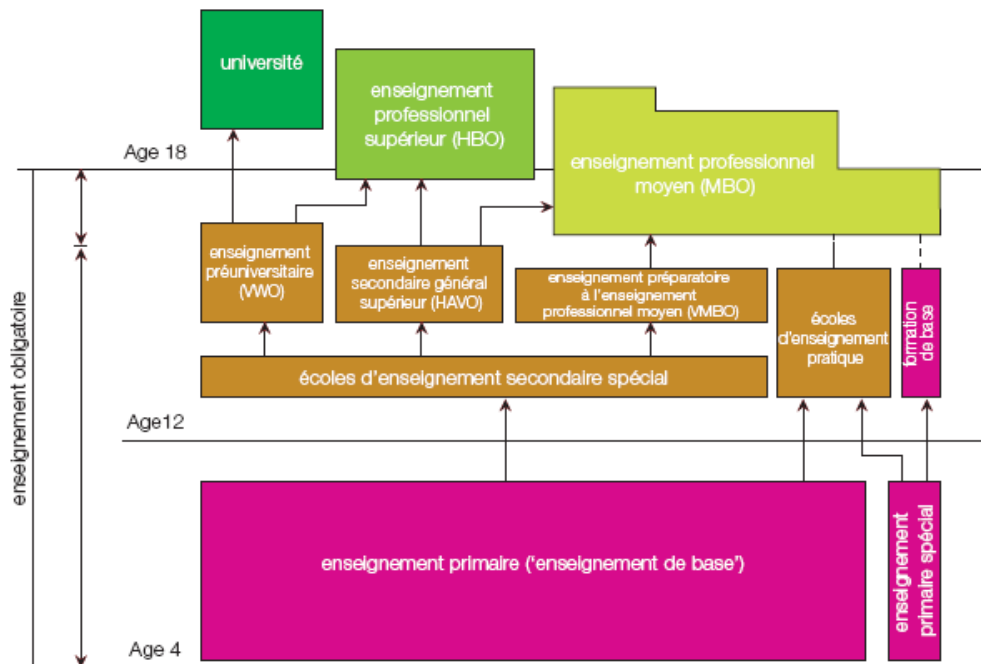 université
enseignement
professionnel
supérieur (HBO)
Age 18
enseignement professionnel
moyen (MBO)
enseignement
préuniversitaire
(VWO)
enseignement
secondaire général
supérieur (HAVO)
enseignement préparatoire
à l'enseignement
professionnel moyen (VMBO)
écoles
d'enseignement
pratique
formation
de base
écoles d'enseignement secondaire spécial
enseignement obligatoire
Age12
enseignement primaire ('enseignement de base')
enseignement
primaire spécial
Age 4